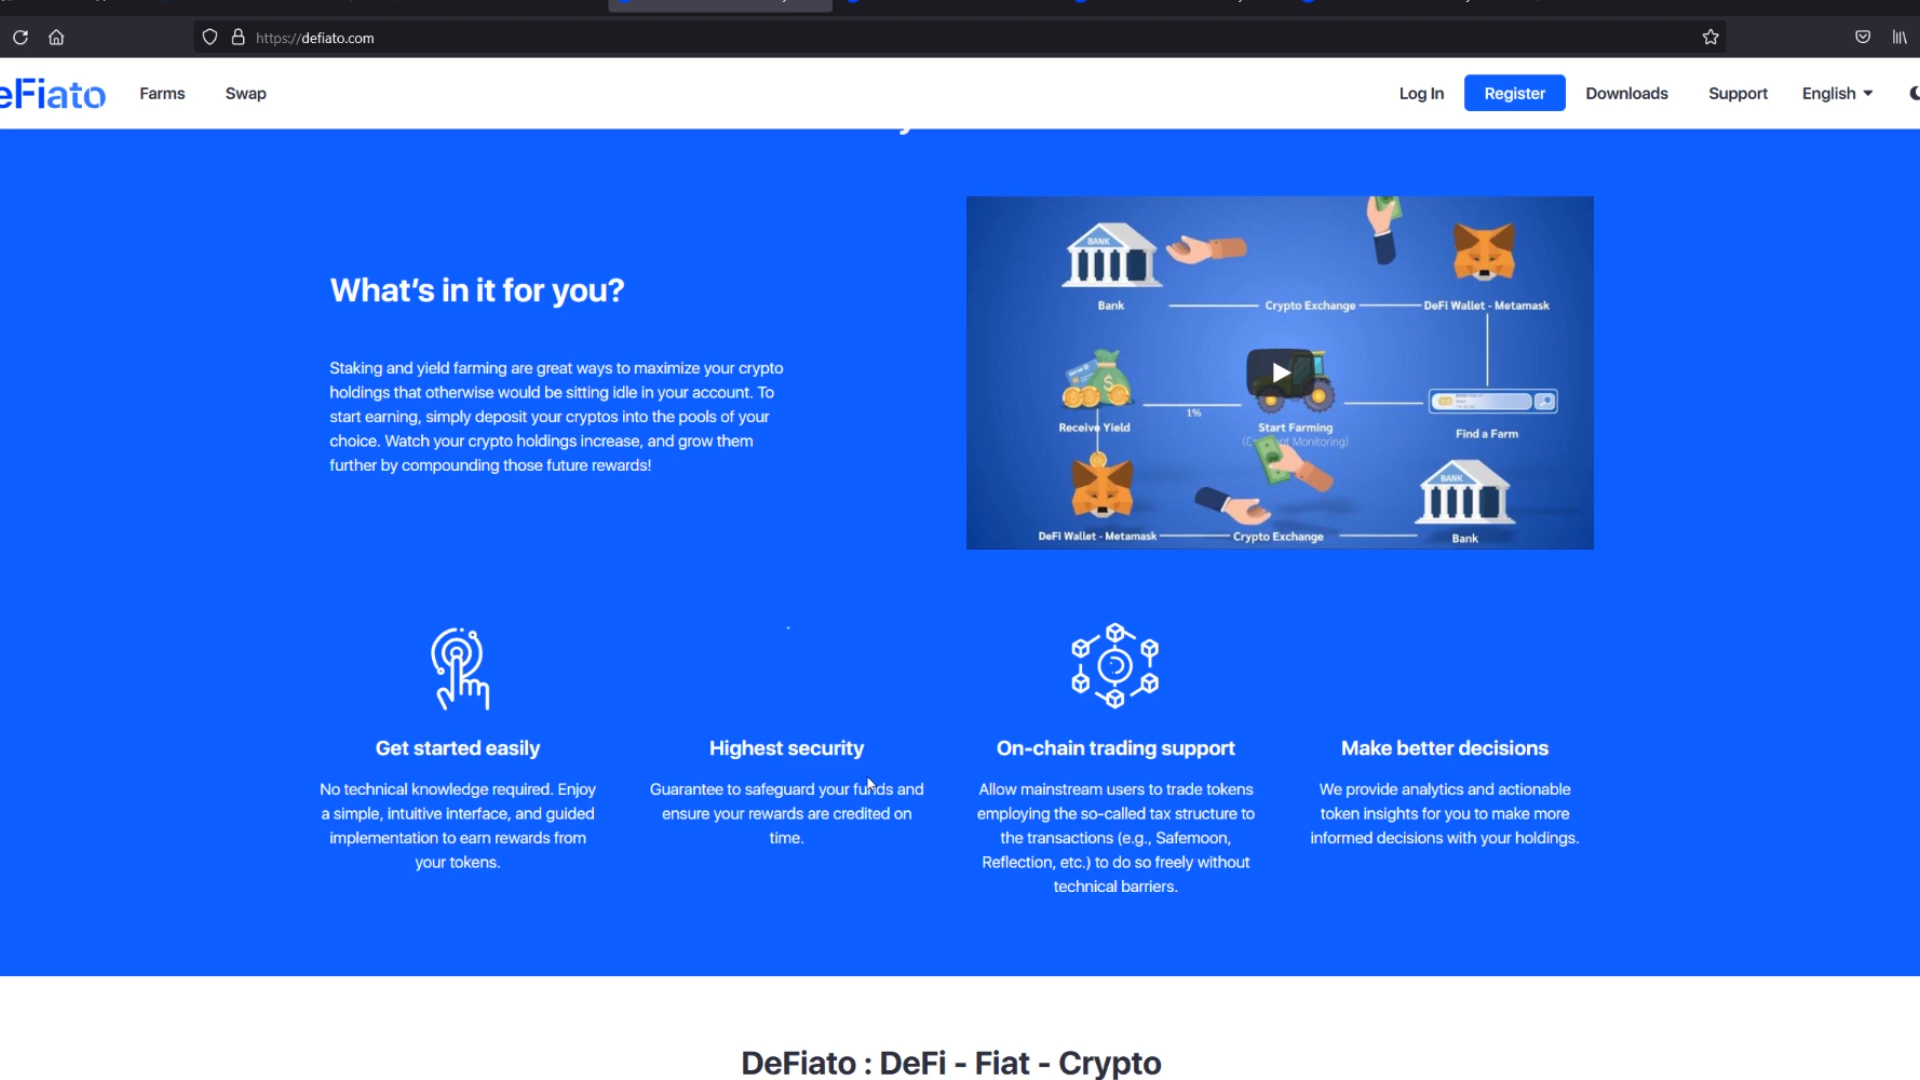 https://defiato.com
eFiato
Farms
Swap
Log In
Register
Downloads
Support
English
What's in it for you?
Staking and yield farming are great ways to maximize your crypto
holdings that otherwise would be sitting idle in your account. To
start earning, simply deposit your cryptos into the pools of your
choice. Watch your crypto holdings increase, and grow them
further by compounding those future rewards!
BANK
Bank
Crypto Exchange
DeFi Wallet - Metamask
Receive Yield
1%
Start Farming
Monitoring)
Find a Farm
BANK
DeFi Wallet - Metamask
Crypto Exchange
Bank
Get started easily
No technical knowledge required. Enjoy
a simple, intuitive interface, and guided
implementation to earn rewards from
your tokens.
Highest security
Guarantee to safeguard your funds and
ensure your rewards are credited on
time.
On-chain trading support
Allow mainstream users to trade tokens
employing the so-called tax structure to
the transactions (e.g., Safemoon,
Reflection, etc.) to do so freely without
technical barriers.
Make better decisions
We provide analytics and actionable
token insights for you to make more
informed decisions with your holdings.
DeFiato : DeFi - Fiat - Crypto